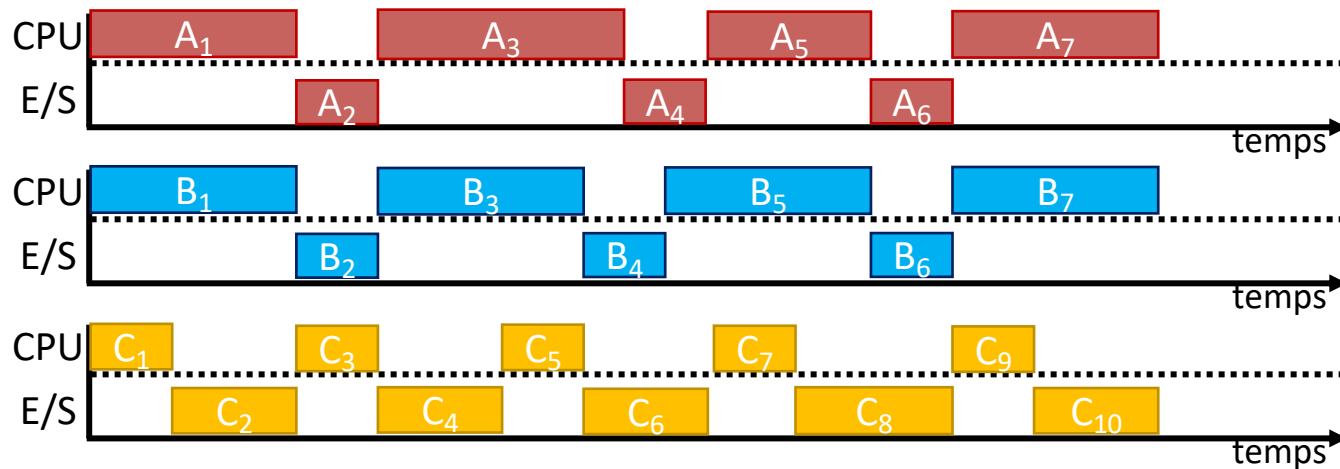 CPU A₁ A₃ A₅ A₇
E/S A₂ A₄ A₆
temps
CPU B₁ B₃ B₅ B₇
E/S B₂ B₄ B₆
temps
CPU C₁ C₃ C₅ C₇ C₉
E/S C₂ C₄ C₆ C₈ C₁₀
temps